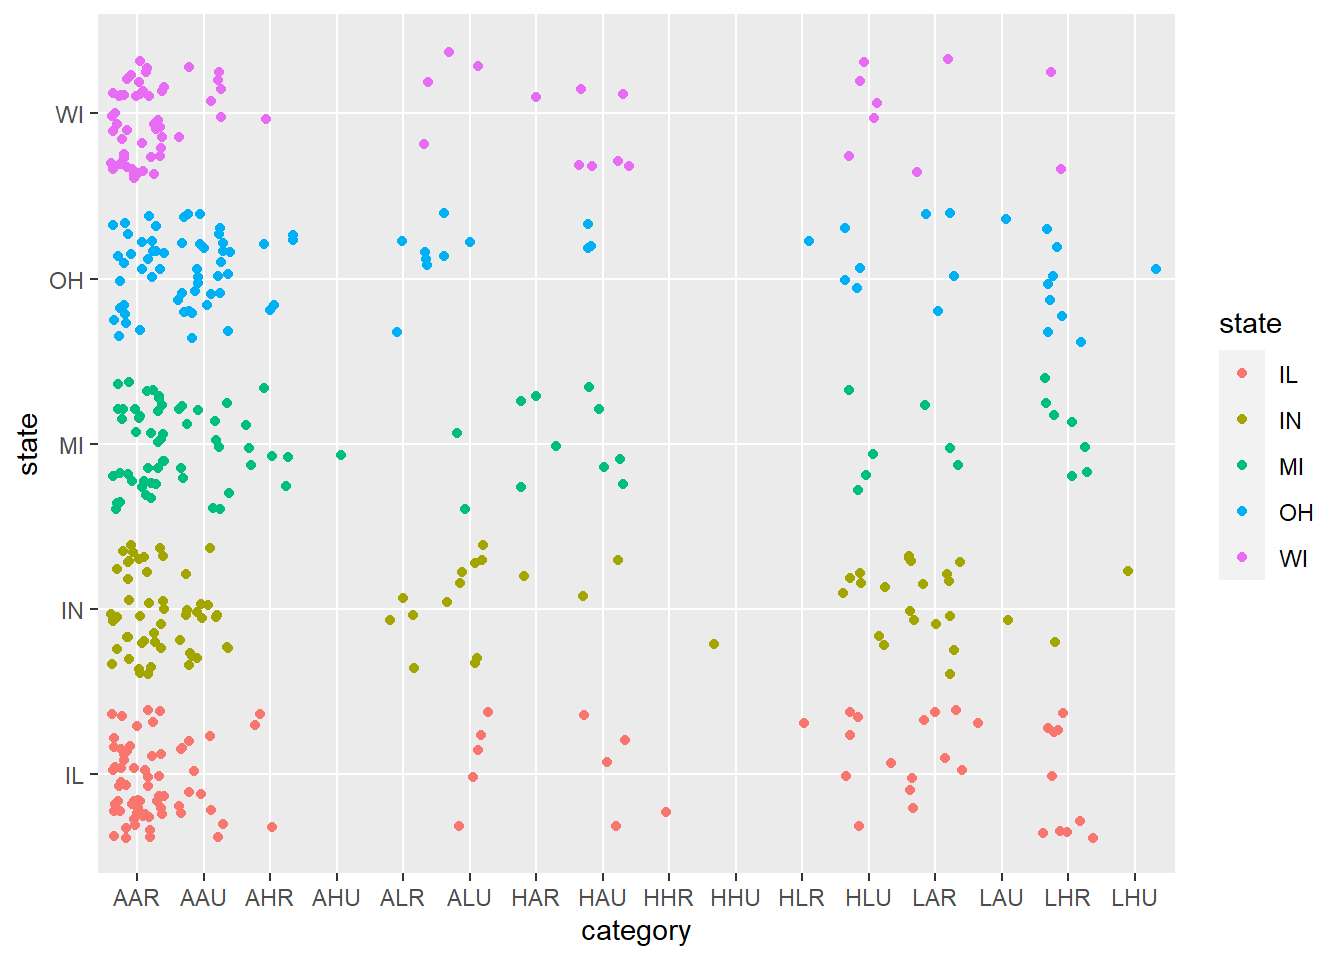 WI
OH
MI
IN
IL
state
AAR AAU AHR AHU ALR ALU HAR HAU HHR HHU HLR HLU LAR LAU LHR LHU
category
state
IL
IN
MI
OH
WI